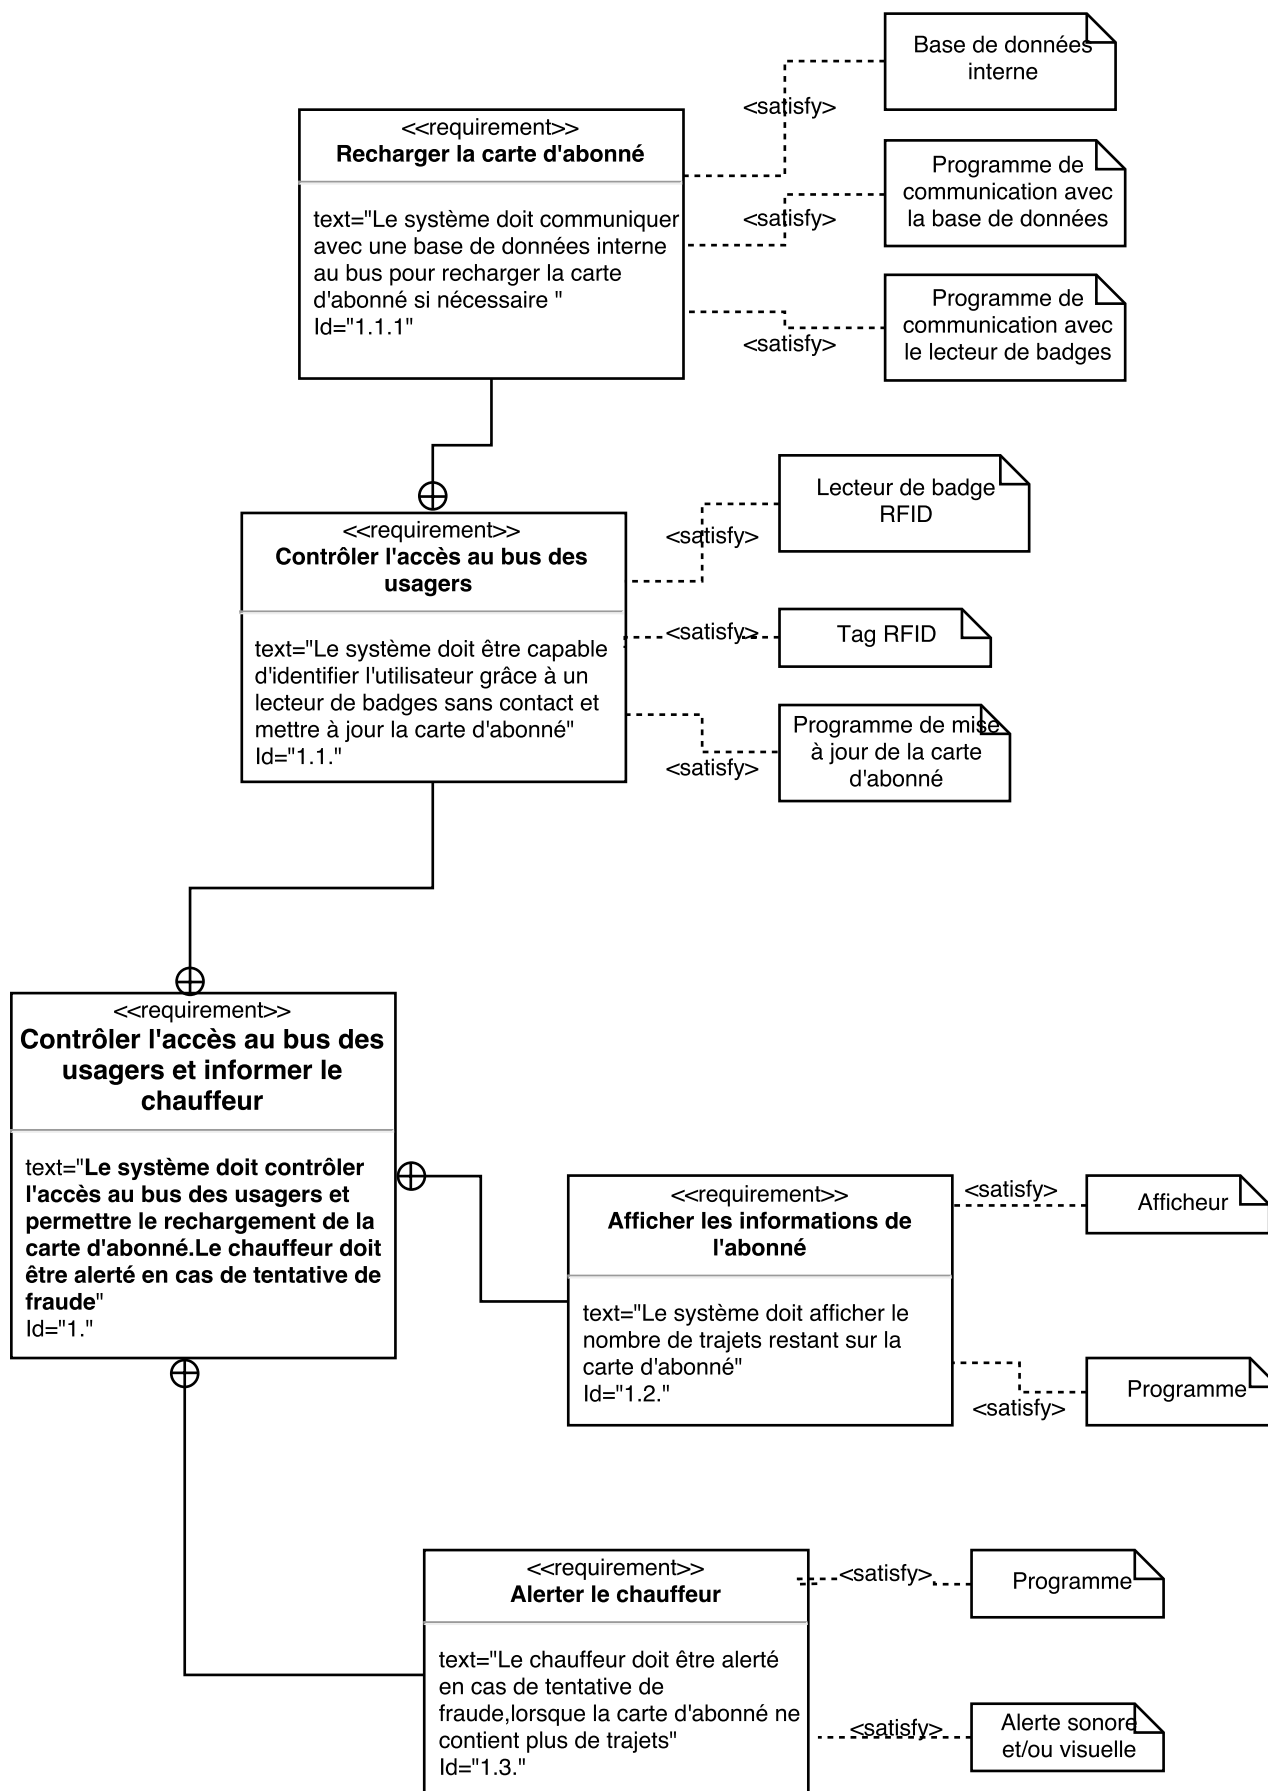 Base de données
interne
<satisfy>
<<requirement>>
Recharger la carte d'abonné
Programme de
communication avec
la base de données
<satisfy>
text="Le système doit communiquer
avec une base de données interne
au bus pour recharger la carte
d'abonné si nécessaire "
Id="1.1.1"
Programme de
communication avec
le lecteur de badges
<satisfy>
Lecteur de badge
RFID
<satisfy>
<<requirement>>
Contrôler l'accès au bus des
usagers
<satisfy>
Tag RFID
text="Le système doit être capable
d'identifier l'utilisateur grâce à un
lecteur de badges sans contact et
mettre à jour la carte d'abonné"
Id="1.1."
Programme de mise
à jour de la carte
d'abonné
<satisfy>
<<requirement>>
Contrôler l'accès au bus des
usagers et informer le
chauffeur
text="Le système doit contrôler
l'accès au bus des usagers et
permettre le rechargement de la
carte d'abonné.Le chauffeur doit
être alerté en cas de tentative de
fraude"
Id="1."
<<requirement>>
Afficher les informations de
l'abonné
<satisfy>
Afficheur
text="Le système doit afficher le
nombre de trajets restant sur la
carte d'abonné"
Id="1.2."
Programme
<satisfy>
<<requirement>>
Alerter le chauffeur
<satisfy>
Programme
text="Le chauffeur doit être alerté
en cas de tentative de
fraude,lorsque la carte d'abonné ne
contient plus de trajets"
Id="1.3."
<satisfy>
Alerte sonore
et/ou visuelle